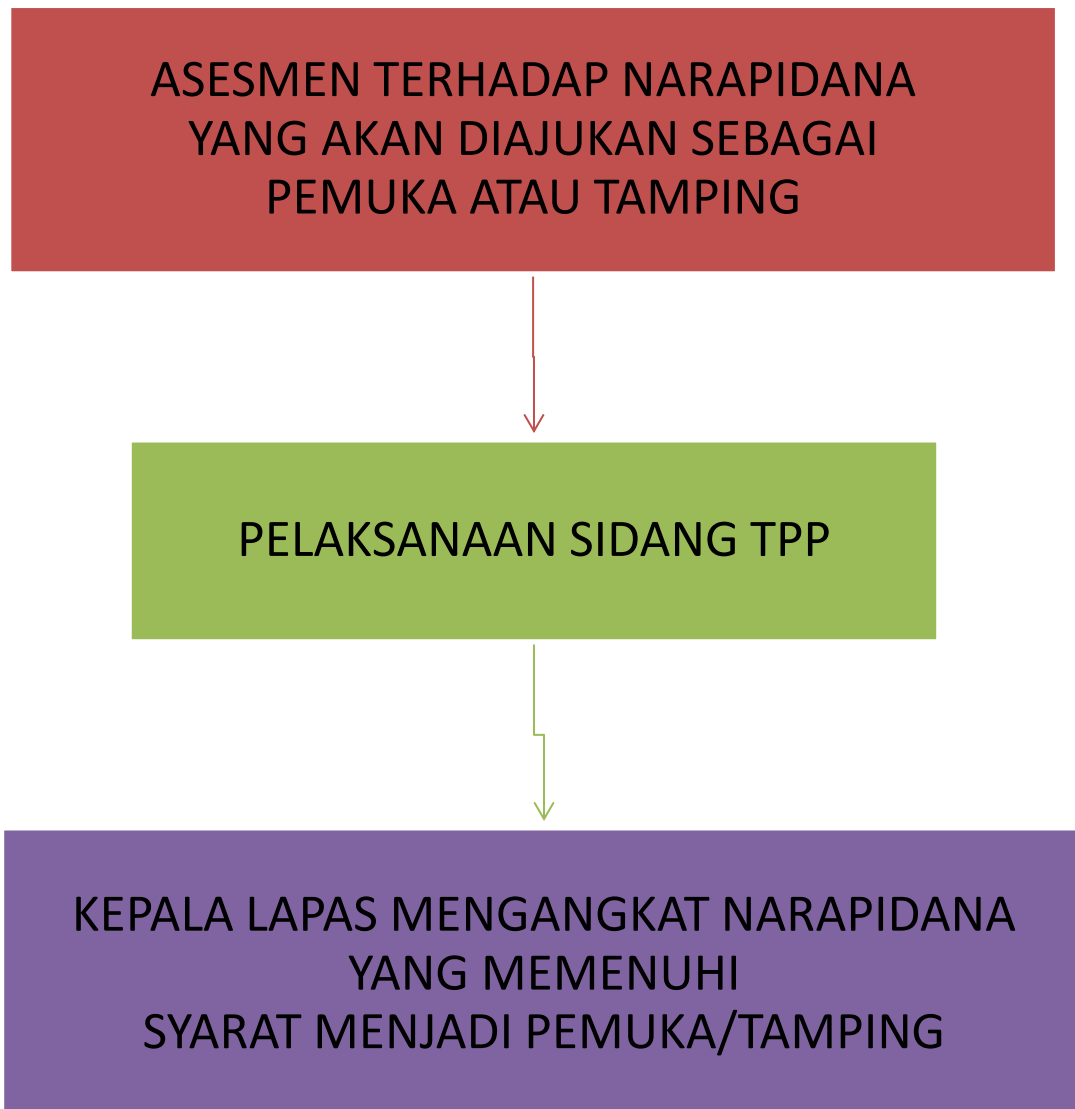 ASESMEN TERHADAP NARAPIDANA
YANG AKAN DIAJUKAN SEBAGAI
PEMUKA ATAU TAMPING
PELAKSANAAN SIDANG TPP
KEPALA LAPAS MENGANGKAT NARAPIDANA
YANG MEMENUHI
SYARAT MENJADI PEMUKA/TAMPING